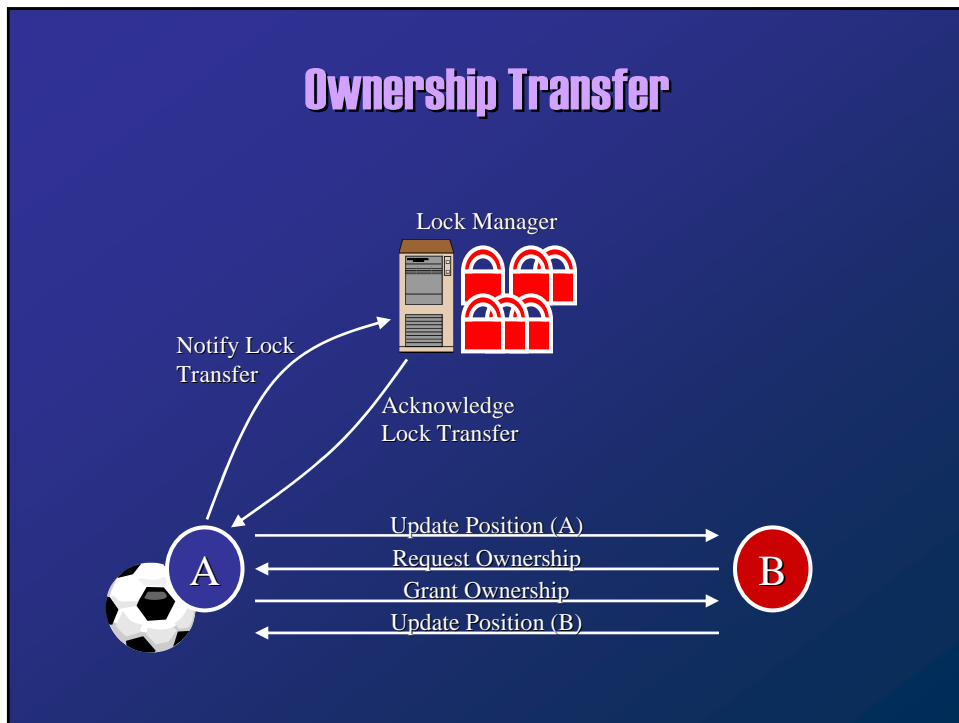 Ownership Transfer
Lock Manager
Notify Lock
Transfer
Acknowledge
Lock Transfer
Update Position (A)
Request Ownership
Grant Ownership
Update Position (B)
A
B